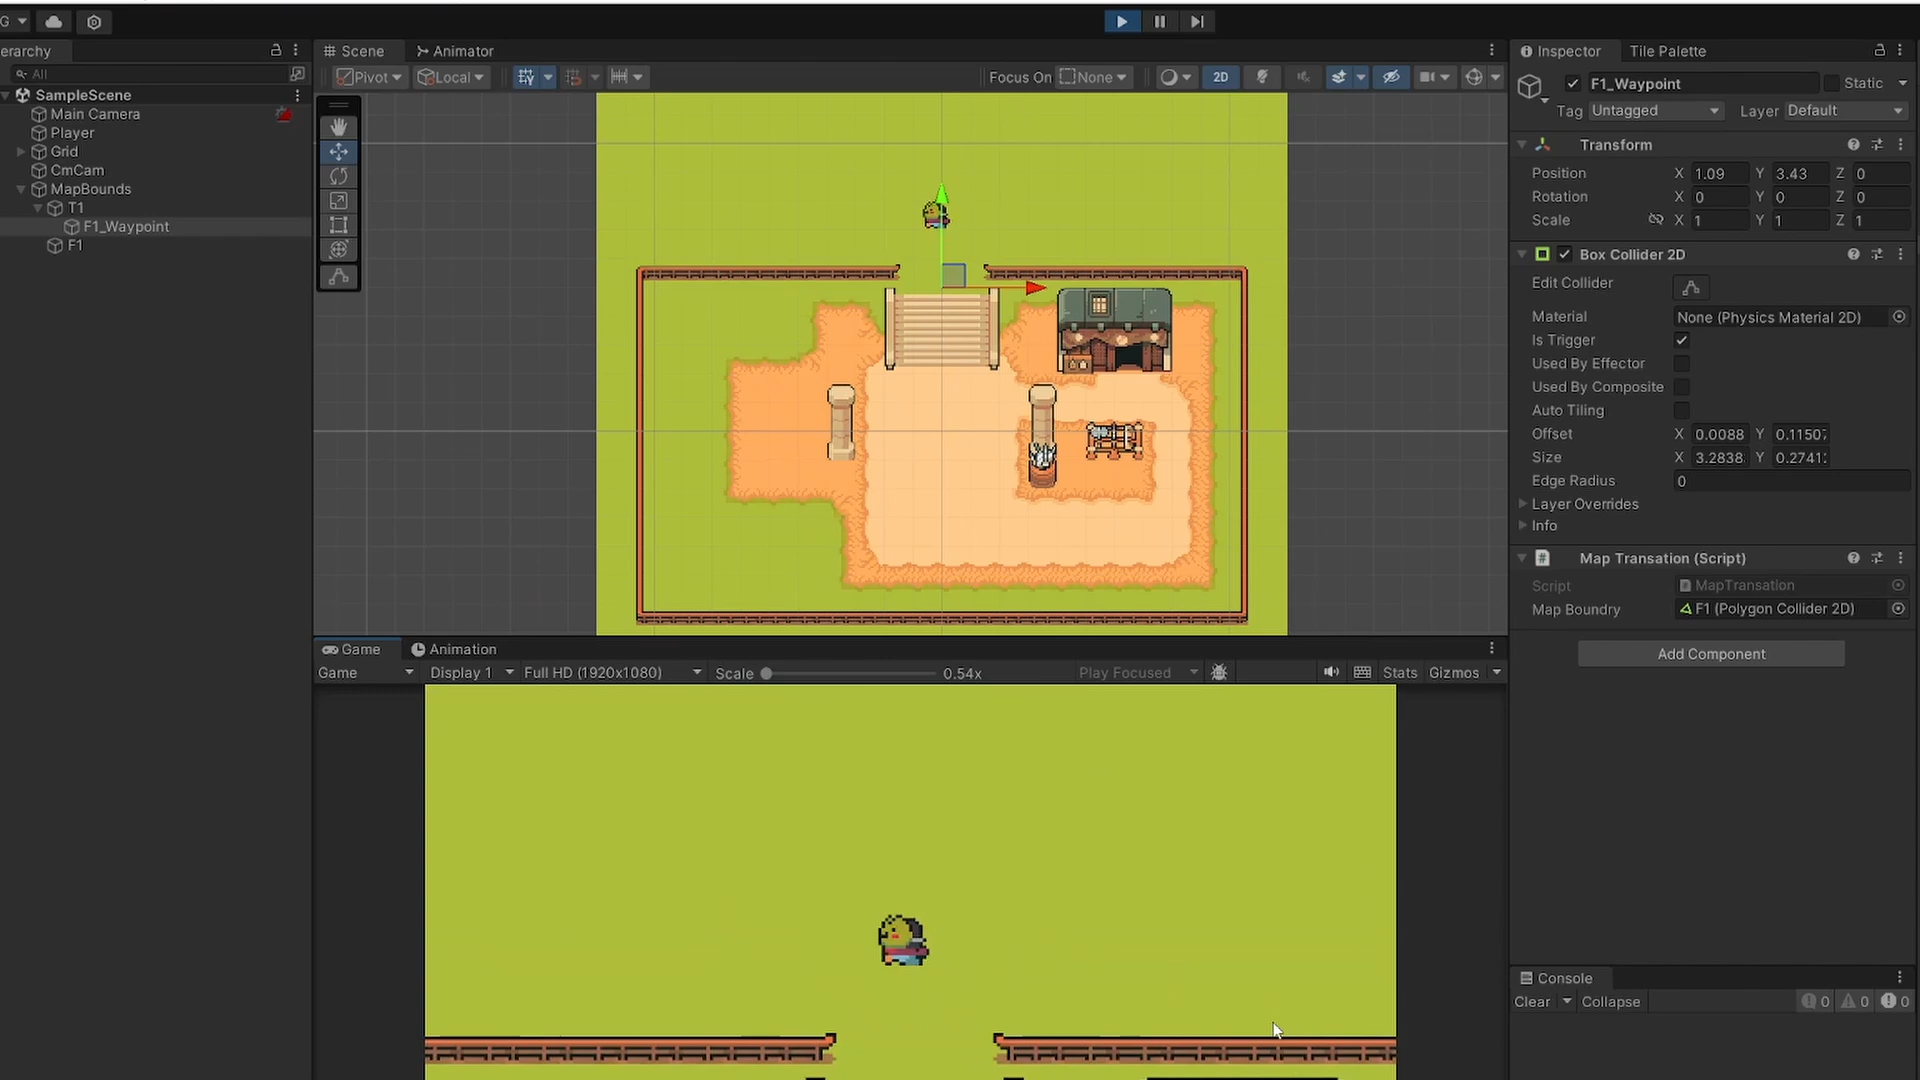 G
erarchy
All
SampleScene
Main Camera
Player
Grid
CmCam
MapBounds
T1
F1_Waypoint
F1
Scene
Animator
Pivot
Local
Focus On
None
2D
Game
Animation
Game
Display 1
Full HD (1920x1080)
Scale
0.54x
Play Focused
Stats
Gizmos
Inspector
Tile Palette
F1_Waypoint
Static
Tag Untagged
Layer Default
Transform
Position X 1.09 Y 3.43 Z 0
Rotation X 0 Y 0 Z 0
Scale X 1 Y 1 Z 1
Box Collider 2D
Edit Collider
Material None (Physics Material 2D)
Is Trigger
Used By Effector
Used By Composite
Auto Tiling
Offset X 0.0088 Y 0.1150
Size X 3.2838 Y 0.2741
Edge Radius 0
Layer Overrides
Info
# Map Transation (Script)
Script MapTransation
Map Boundry F1 (Polygon Collider 2D)
Add Component
Console
Clear
Collapse
0
0
0